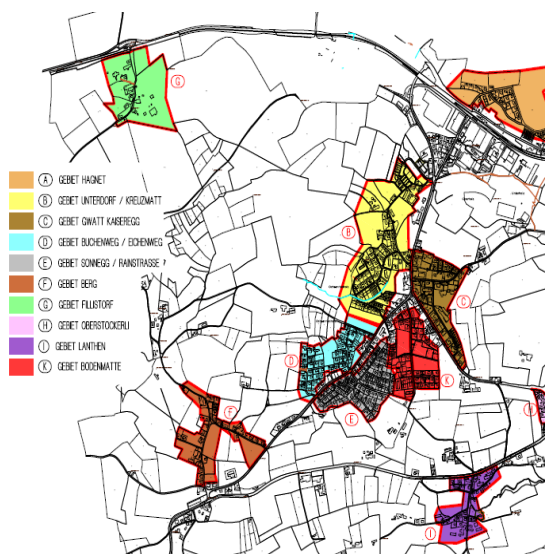 G
A GEBIET HAGNET
B GEBIET UNTERDORF / KREUZMATT
C GEBIET GWATT KAISEREGG
D GEBIET BUCHENWEG / EICHENWEG
E GEBIET SONNEGG / RAINSTRASSE
F GEBIET BERG
G GEBIET FILLISTORF
H GEBIET OBERSTOCKERLI
I GEBIET LANTHEN
K GEBIET BODENMATTE
B
C
D
K
H
F
E
I